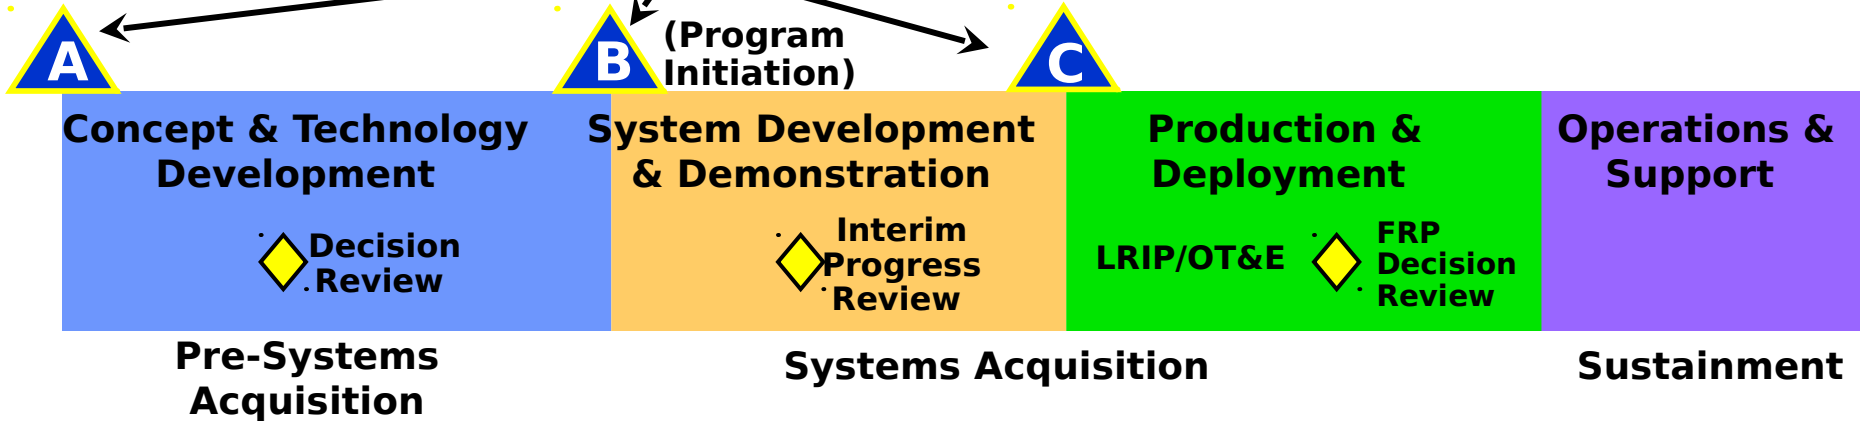 A
B
(Program
Initiation)
C
Concept & Technology
Development
System Development
& Demonstration
Production &
Deployment
Operations &
Support
Decision
Review
Interim
Progress
Review
LRIP/OT&E
FRP
Decision
Review
Pre-Systems
Acquisition
Systems Acquisition
Sustainment